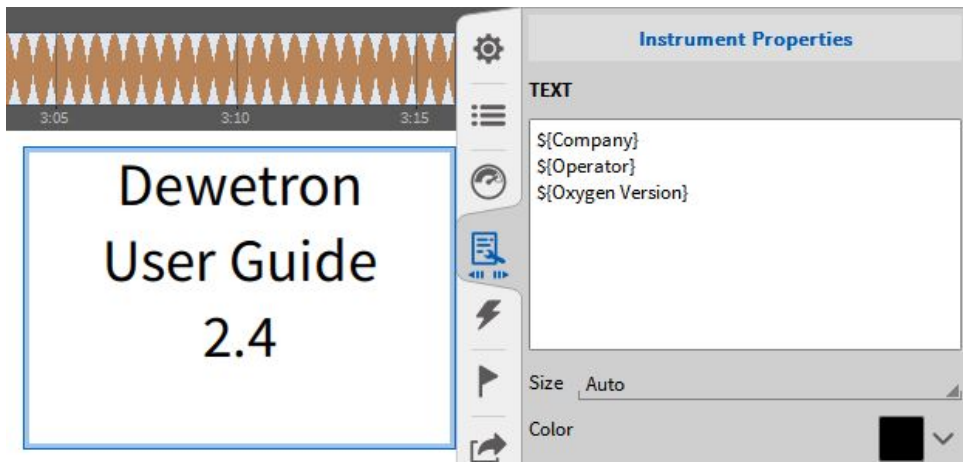 3:05
3:10
3:15
Dewetron
User Guide
2.4
Instrument Properties
TEXT
${Company}
${Operator}
${Oxygen Version}
Size Auto
Color